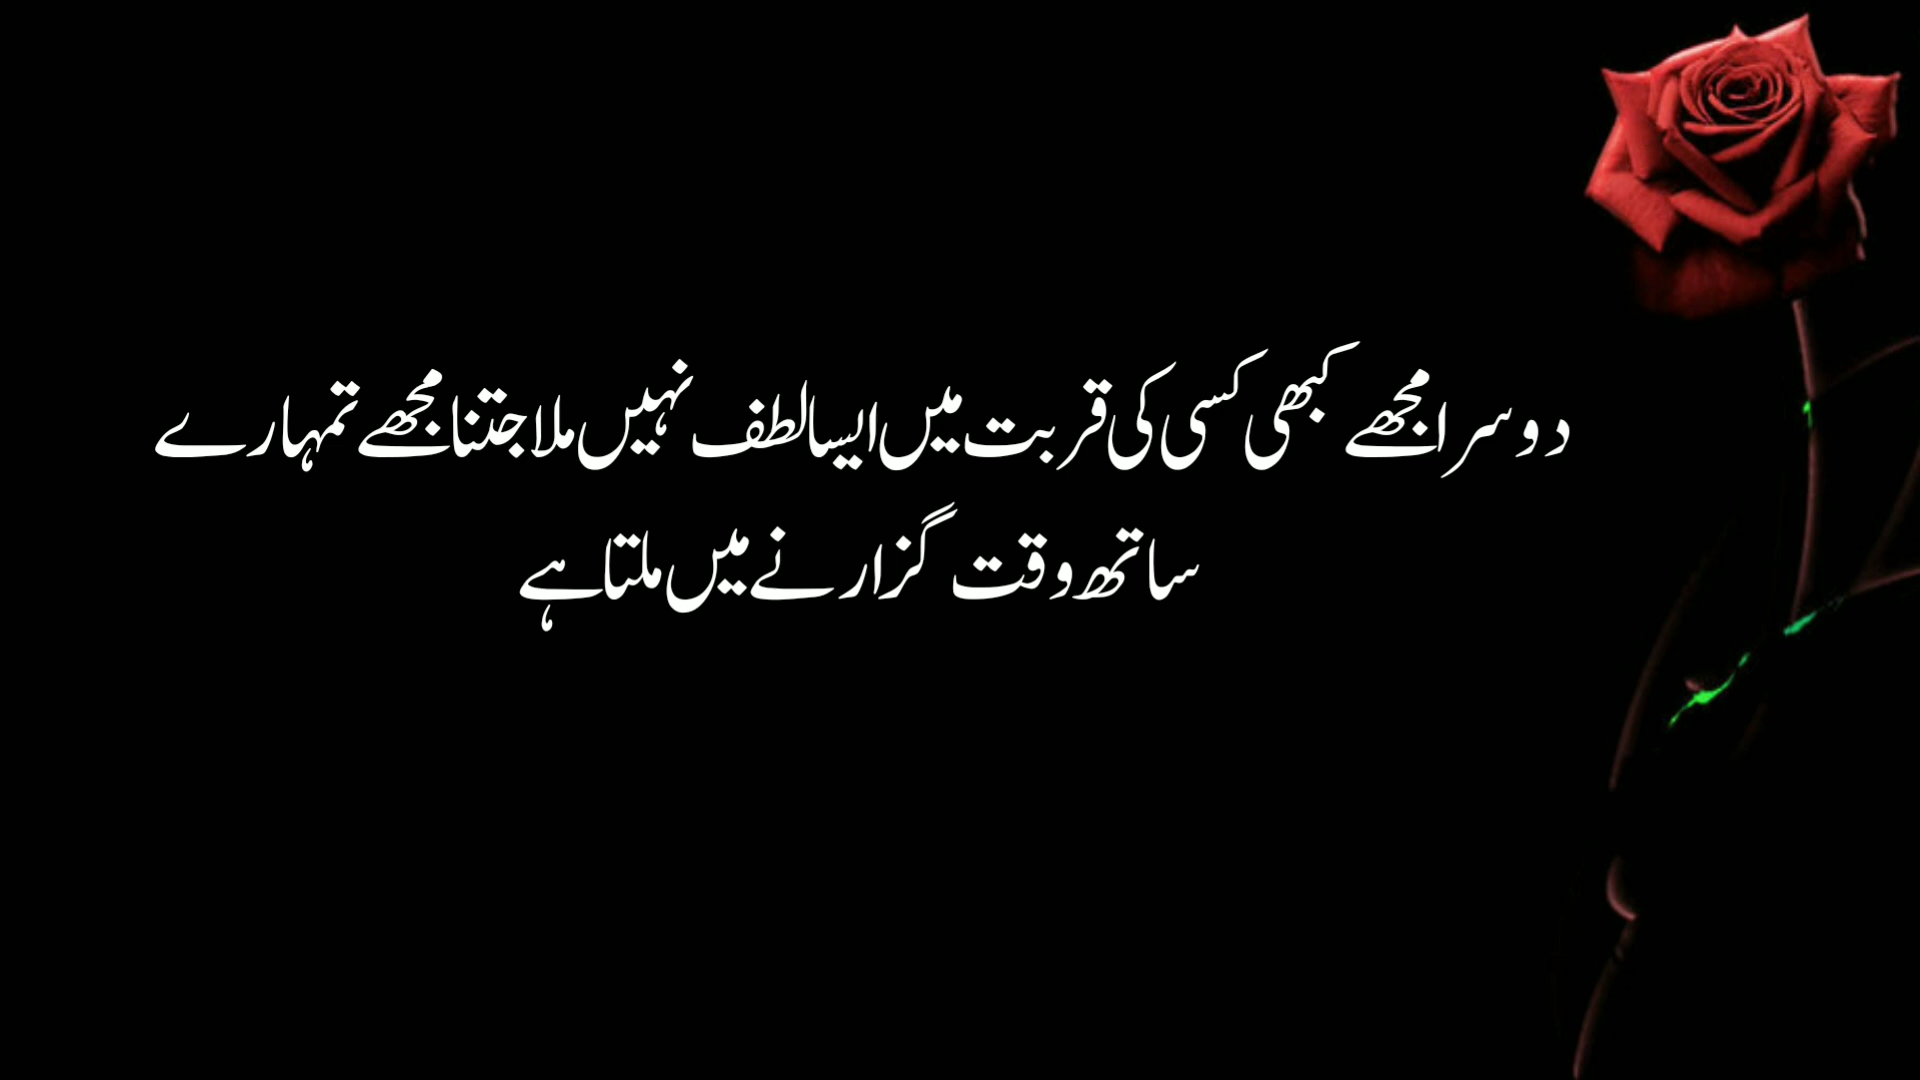 دوسرا مجھے کبھی کسی کی قربت میں ایسا لطف نہیں ملا جتنا مجھے تمہارے
ساتھ وقت گزارنے میں ملتا ہے